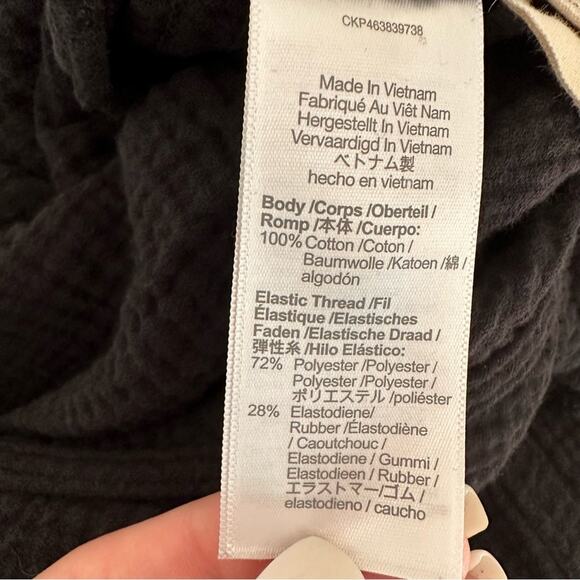 CKP463839738
Made In Vietnam
Fabriqué Au Viêt Nam
Hergestellt In Vietnam
Vervaardigd In Vietnam
ベトナム製
hecho en vietnam
Body /Corps /Oberteil /
Romp /本体 /Cuerpo:
100% Cotton /Coton /
Baumwolle /Katoen /綿 /
algodón
Elastic Thread /Fil
Élastique /Elastisches
Faden /Elastische Draad /
弾性糸 /Hilo Elástico:
72% Polyester /Polyester /
Polyester /Polyester /
ポリエステル /poliéster
28% Elastodiene/
Rubber /Élastodiène
/ Caoutchouc /
Elastodiene / Gummi /
Elastodieen / Rubber /
エラストマー/ゴム /
elastodieno / caucho